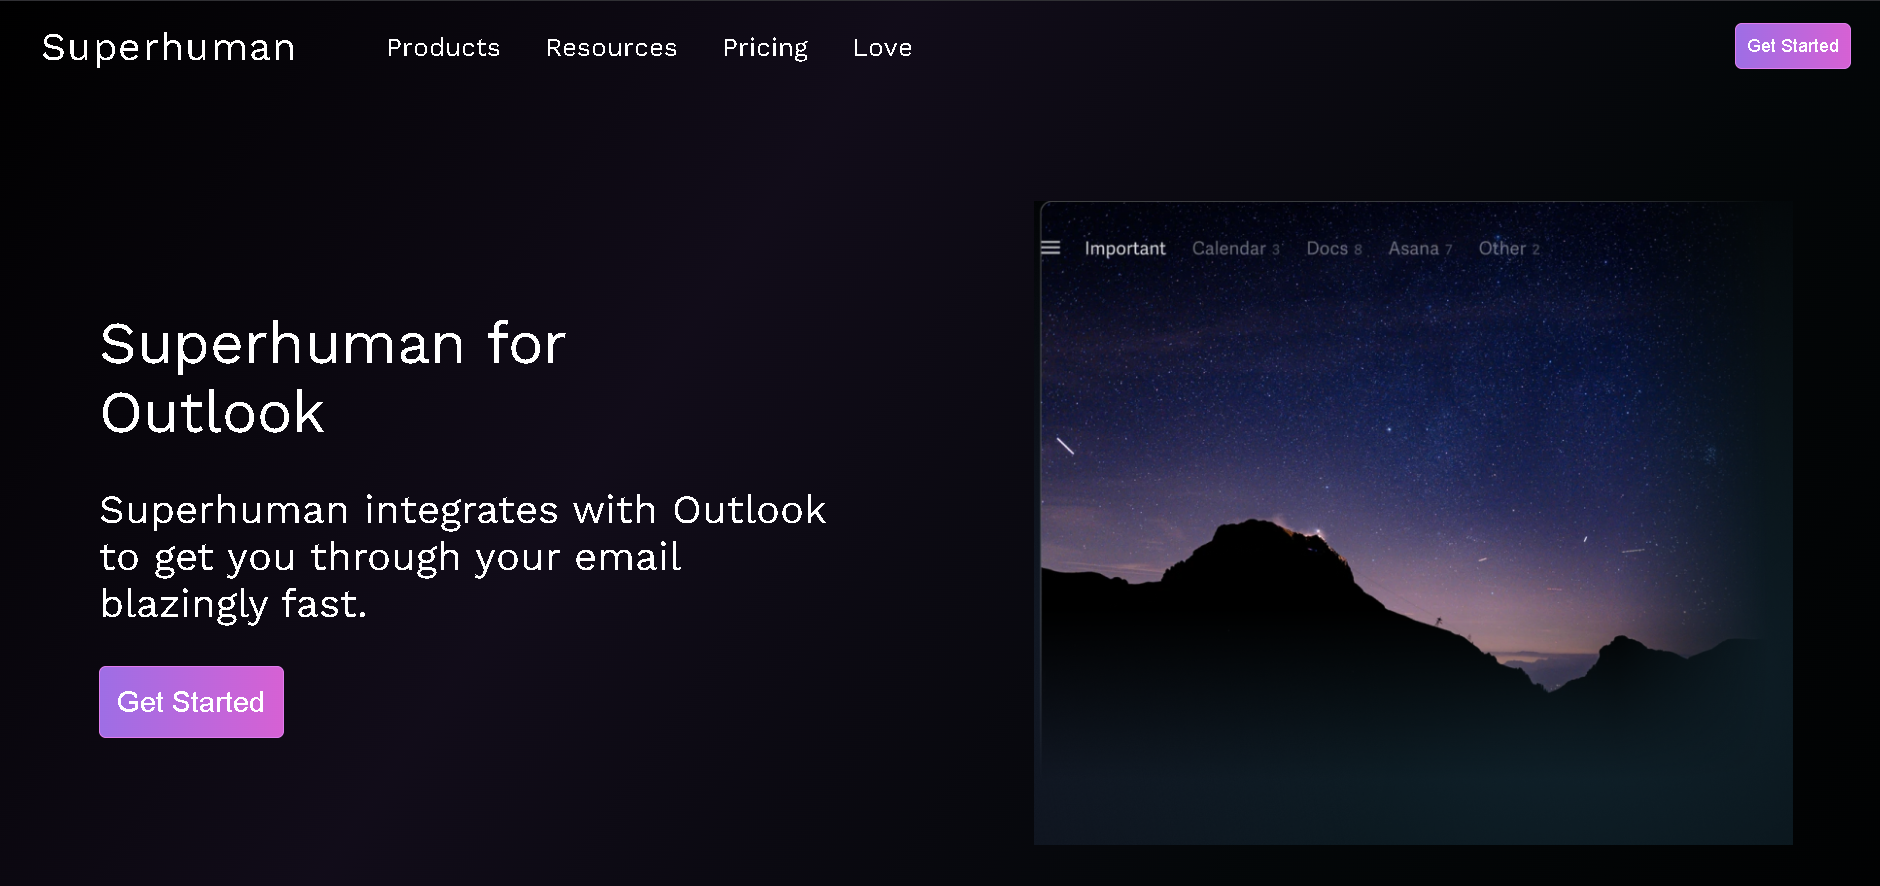 Superhuman Products Resources Pricing Love Get Started
Important Calendar 3 Docs 8 Asana 7 Other 2
Superhuman for
Outlook
Superhuman integrates with Outlook
to get you through your email
blazingly fast.
Get Started